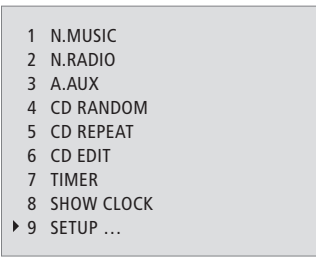 1 N.MUSIC
2 N.RADIO
3 A.AUX
4 CD RANDOM
5 CD REPEAT
6 CD EDIT
7 TIMER
8 SHOW CLOCK
9 SETUP …